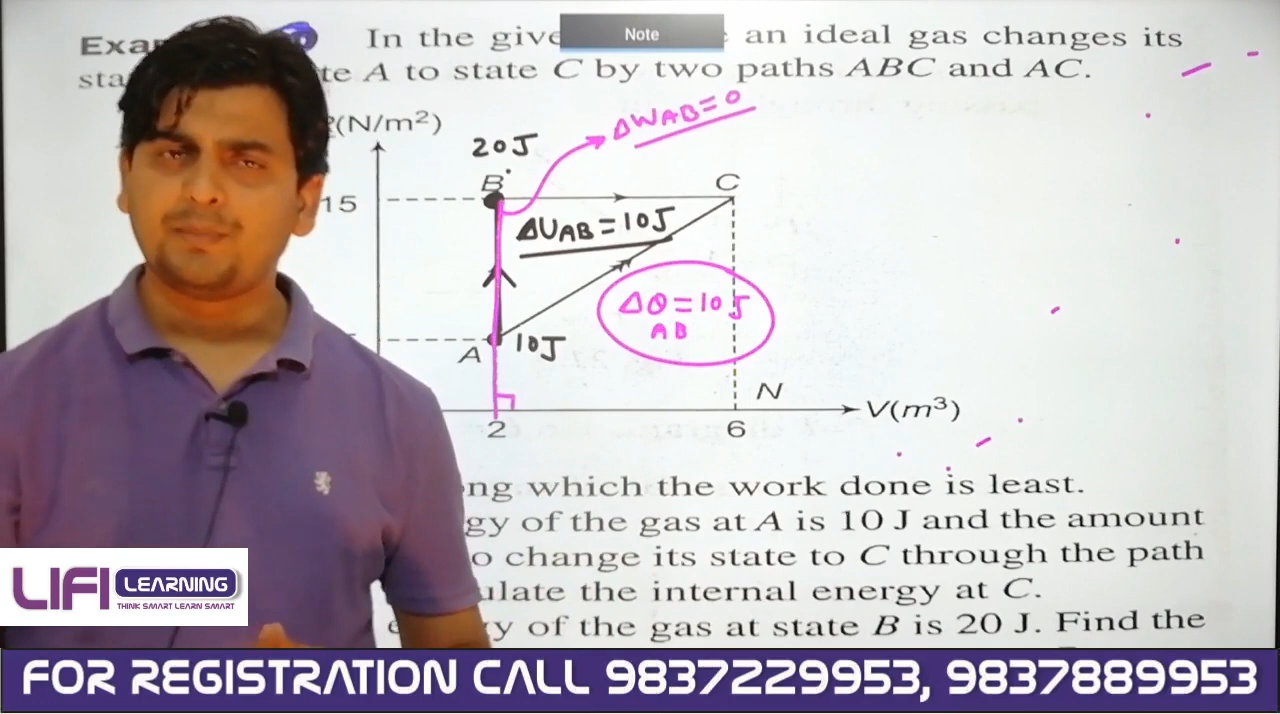 Note
In the give an ideal gas changes its
te A to state C by two paths ABC and AC.
(N/m²)
ΔWAB=0
20J
B
C
15
ΔUAB=10J
ΔQ=10J
AB
A
10J
N
V(m³)
2
6
ng which the work done is least.
gy of the gas at A is 10 J and the amount
o change its state to C through the path
ulate the internal energy at C.
y of the gas at state B is 20 J. Find the
LIFI LEARNING
THINK SMART LEARN SMART
FOR REGISTRATION CALL 9837229953, 9837889953